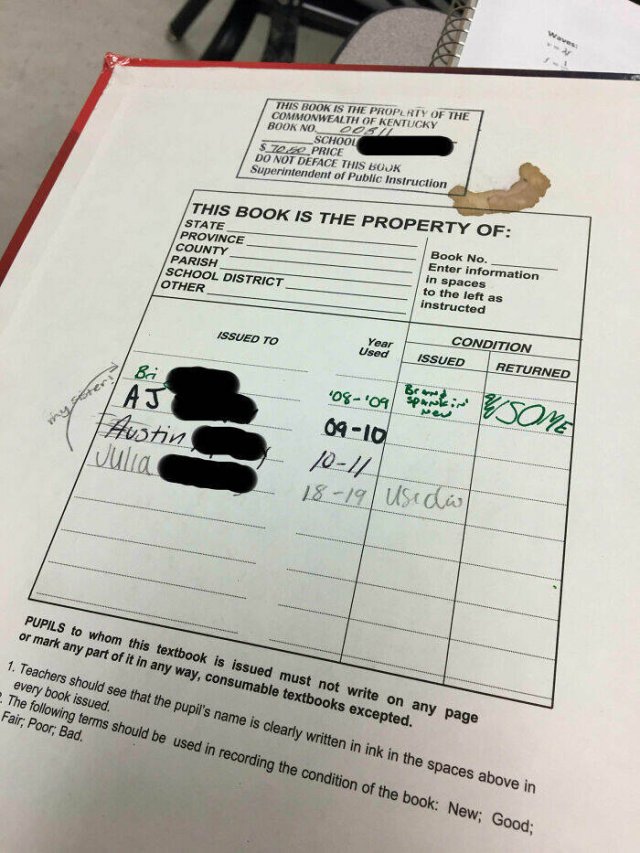 Waves:
THIS BOOK IS THE PROPERTY OF THE
COMMONWEALTH OF KENTUCKY
BOOK NO. 00511
SCHOOL
$ 70.50 PRICE
DO NOT DEFACE THIS BOOK
Superintendent of Public Instruction
THIS BOOK IS THE PROPERTY OF:
STATE
PROVINCE
COUNTY
PARISH
SCHOOL DISTRICT
OTHER
Book No.
Enter information
in spaces
to the left as
instructed
ISSUED TO
Year
Used
CONDITION
ISSUED
RETURNED
my sister!
Bri '08-'09 Brand spankin' new
AJ 09-10
Austin 10-11
Julia 18-19 Used
PUPILS to whom this textbook is issued must not write on any page
or mark any part of it in any way, consumable textbooks excepted.
1. Teachers should see that the pupil's name is clearly written in ink in the spaces above in
every book issued.
2. The following terms should be used in recording the condition of the book: New; Good;
Fair; Poor; Bad.